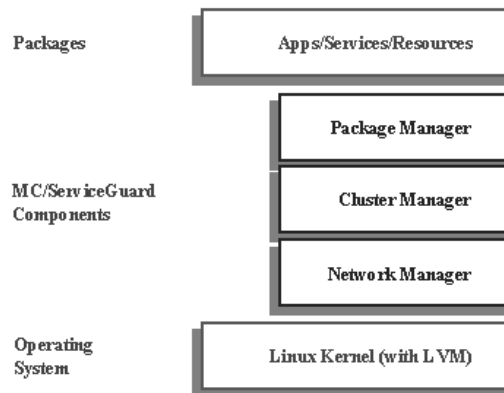 Packages
Apps/Services/Resources
Package Manager
MC/ServiceGuard
Components
Cluster Manager
Network Manager
Operating
System
Linux Kernel (with LVM)